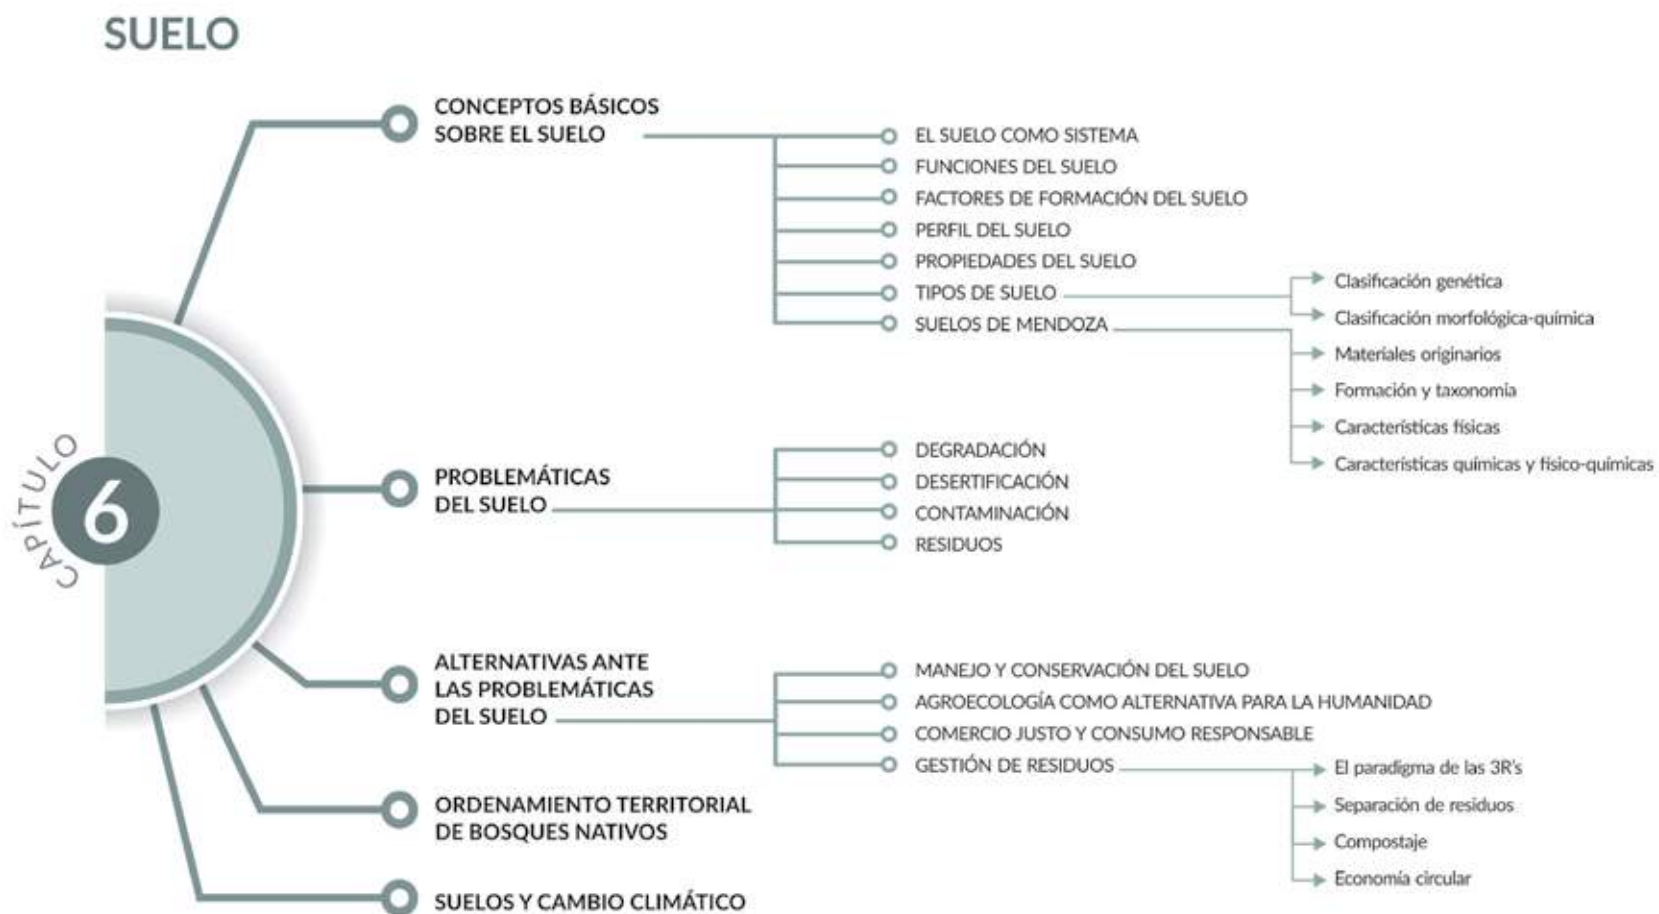 SUELO
CONCEPTOS BÁSICOS
SOBRE EL SUELO
EL SUELO COMO SISTEMA
FUNCIONES DEL SUELO
FACTORES DE FORMACIÓN DEL SUELO
PERFIL DEL SUELO
PROPIEDADES DEL SUELO
TIPOS DE SUELO
Clasificación genética
Clasificación morfológica-química
SUELOS DE MENDOZA
Materiales originarios
Formación y taxonomía
Características físicas
Características químicas y físico-químicas
CAPÍTULO
6
PROBLEMÁTICAS
DEL SUELO
DEGRADACIÓN
DESERTIFICACIÓN
CONTAMINACIÓN
RESIDUOS
ALTERNATIVAS ANTE
LAS PROBLEMÁTICAS
DEL SUELO
MANEJO Y CONSERVACIÓN DEL SUELO
AGROECOLOGÍA COMO ALTERNATIVA PARA LA HUMANIDAD
COMERCIO JUSTO Y CONSUMO RESPONSABLE
GESTIÓN DE RESIDUOS
El paradigma de las 3R's
Separación de residuos
Compostaje
Economía circular
ORDENAMIENTO TERRITORIAL
DE BOSQUES NATIVOS
SUELOS Y CAMBIO CLIMÁTICO